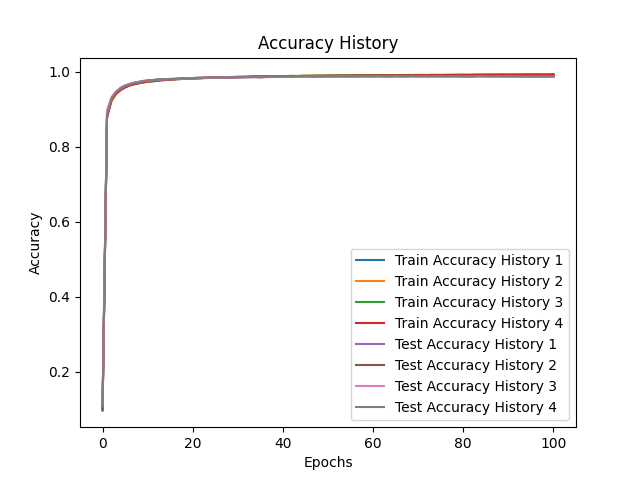 Accuracy History
1.0
0.8
0.6
0.4
0.2
Accuracy
Train Accuracy History 1
Train Accuracy History 2
Train Accuracy History 3
Train Accuracy History 4
Test Accuracy History 1
Test Accuracy History 2
Test Accuracy History 3
Test Accuracy History 4
0 20 40 60 80 100
Epochs